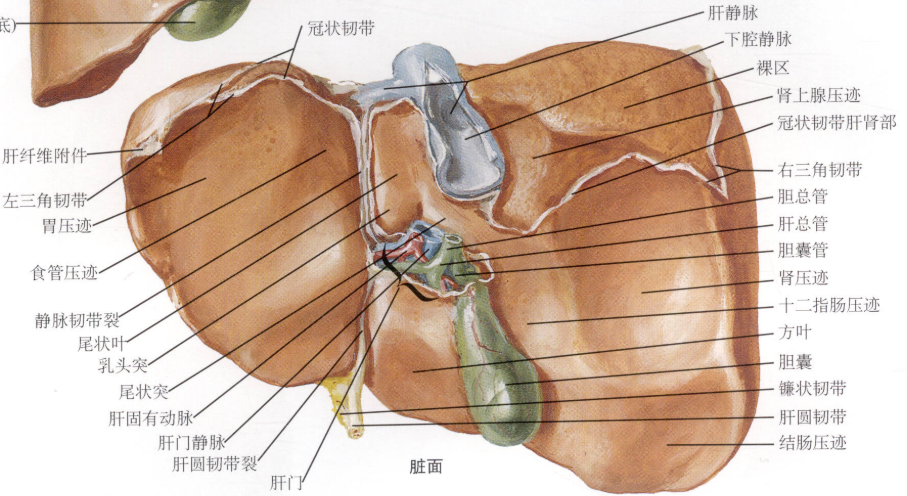 底)
冠状韧带
肝纤维附件
左三角韧带
胃压迹
食管压迹
静脉韧带裂
尾状叶
乳头突
尾状突
肝固有动脉
肝门静脉
肝圆韧带裂
肝门
脏面
肝静脉
下腔静脉
裸区
肾上腺压迹
冠状韧带肝肾部
右三角韧带
胆总管
肝总管
胆囊管
肾压迹
十二指肠压迹
方叶
胆囊
镰状韧带
肝圆韧带
结肠压迹